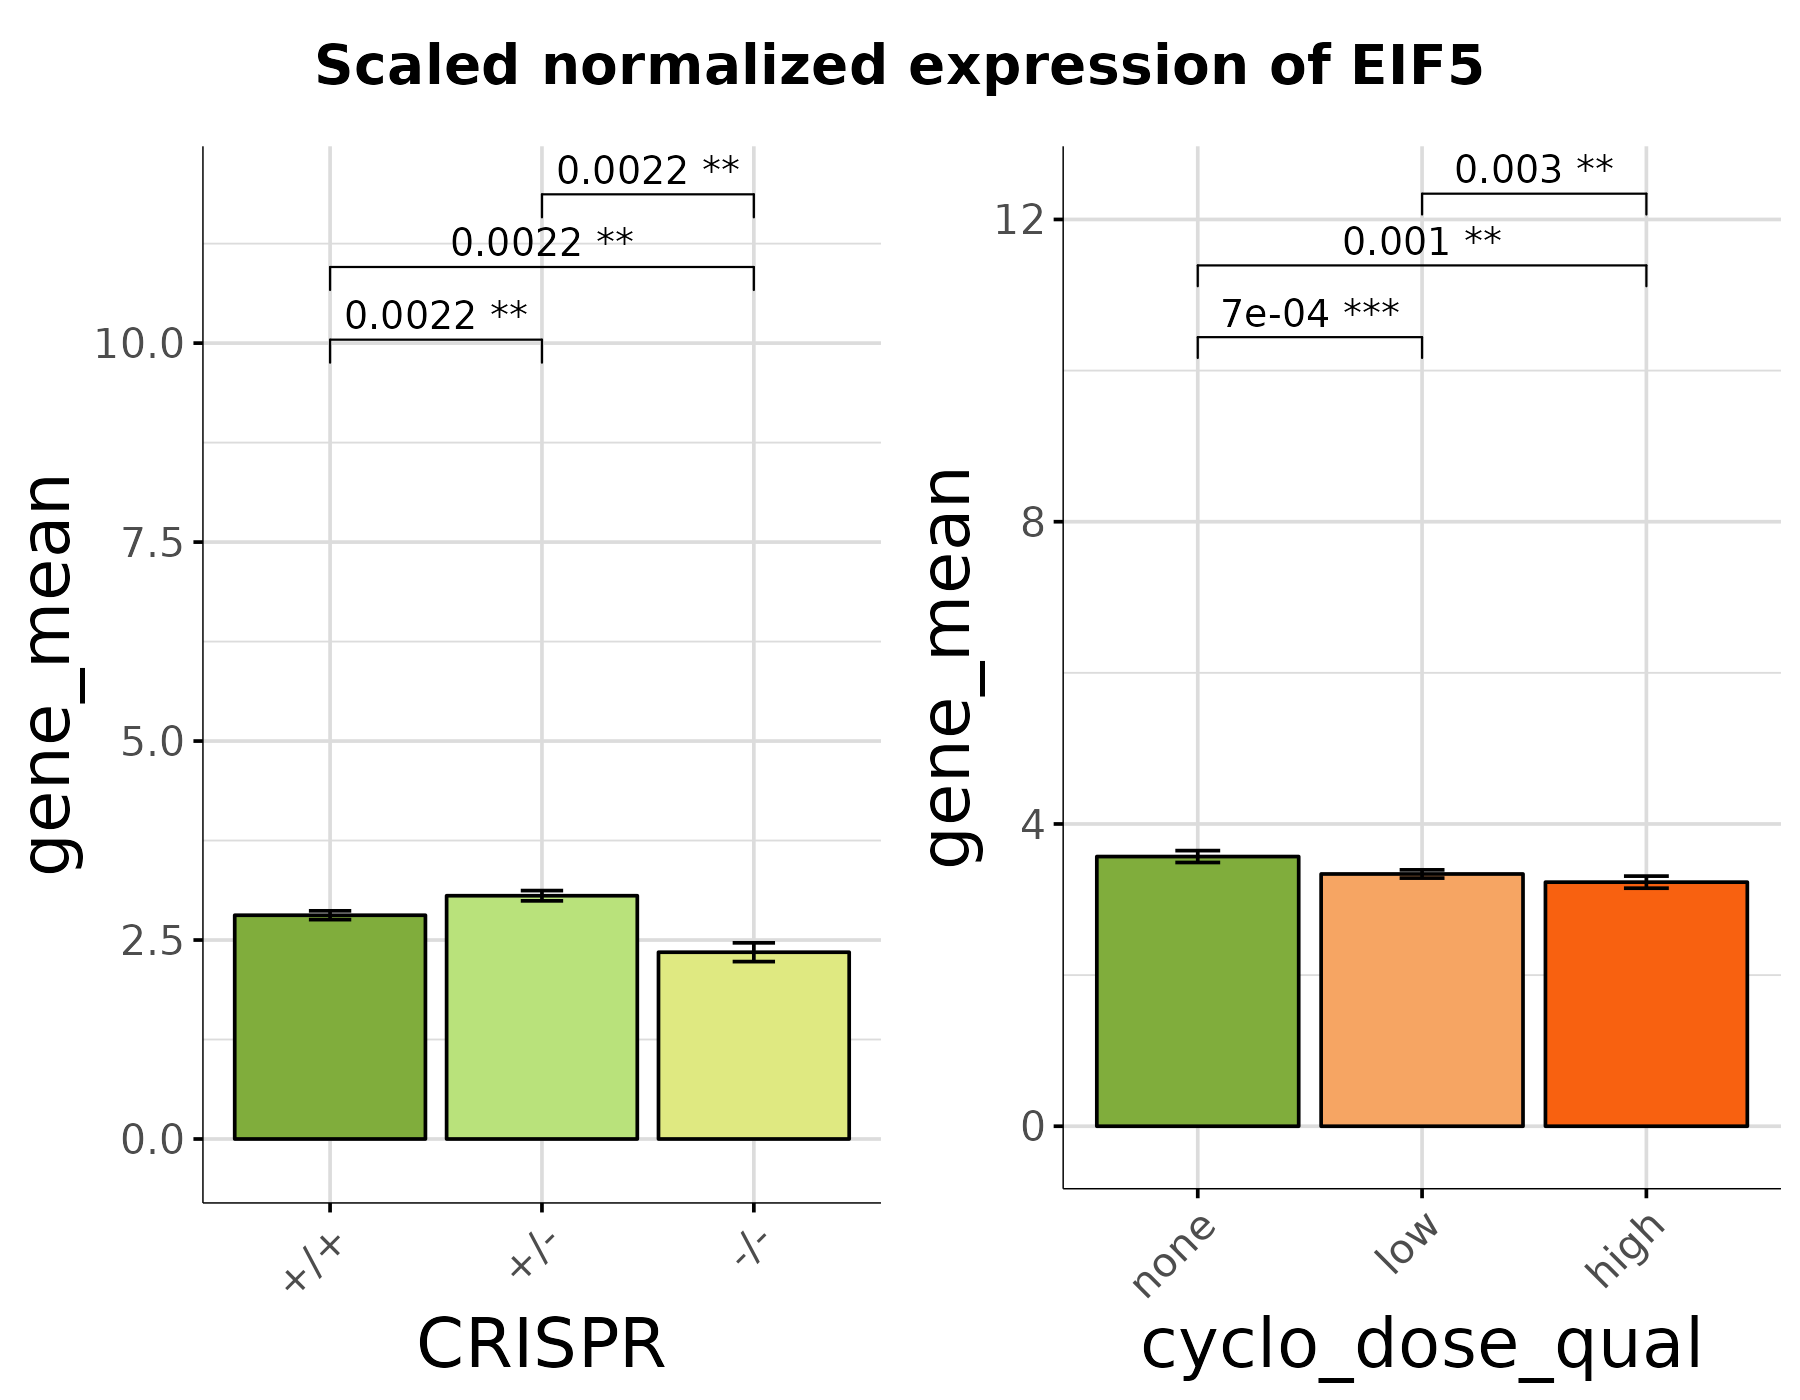 Scaled normalized expression of EIF5
gene_mean
10.0
7.5
5.0
2.5
0.0
0.0022 **
0.0022 **
0.0022 **
+/+
+/-
-/-
CRISPR
gene_mean
12
8
4
0
0.003 **
0.001 **
7e-04 ***
none
low
high
cyclo_dose_qual